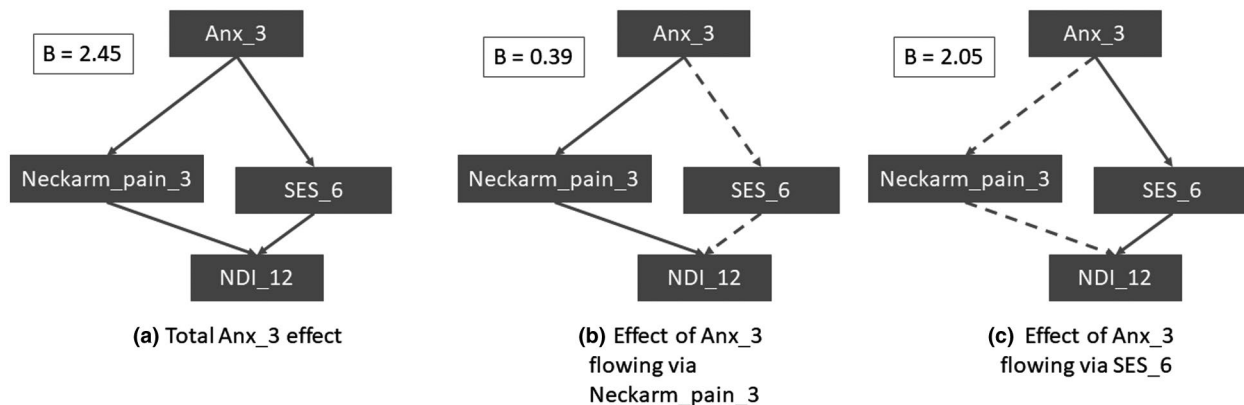 B = 2.45
Anx_3
Neckarm_pain_3
SES_6
NDI_12
(a) Total Anx_3 effect
B = 0.39
Anx_3
Neckarm_pain_3
SES_6
NDI_12
(b) Effect of Anx_3
flowing via
Neckarm_pain_3
B = 2.05
Anx_3
Neckarm_pain_3
SES_6
NDI_12
(c) Effect of Anx_3
flowing via SES_6